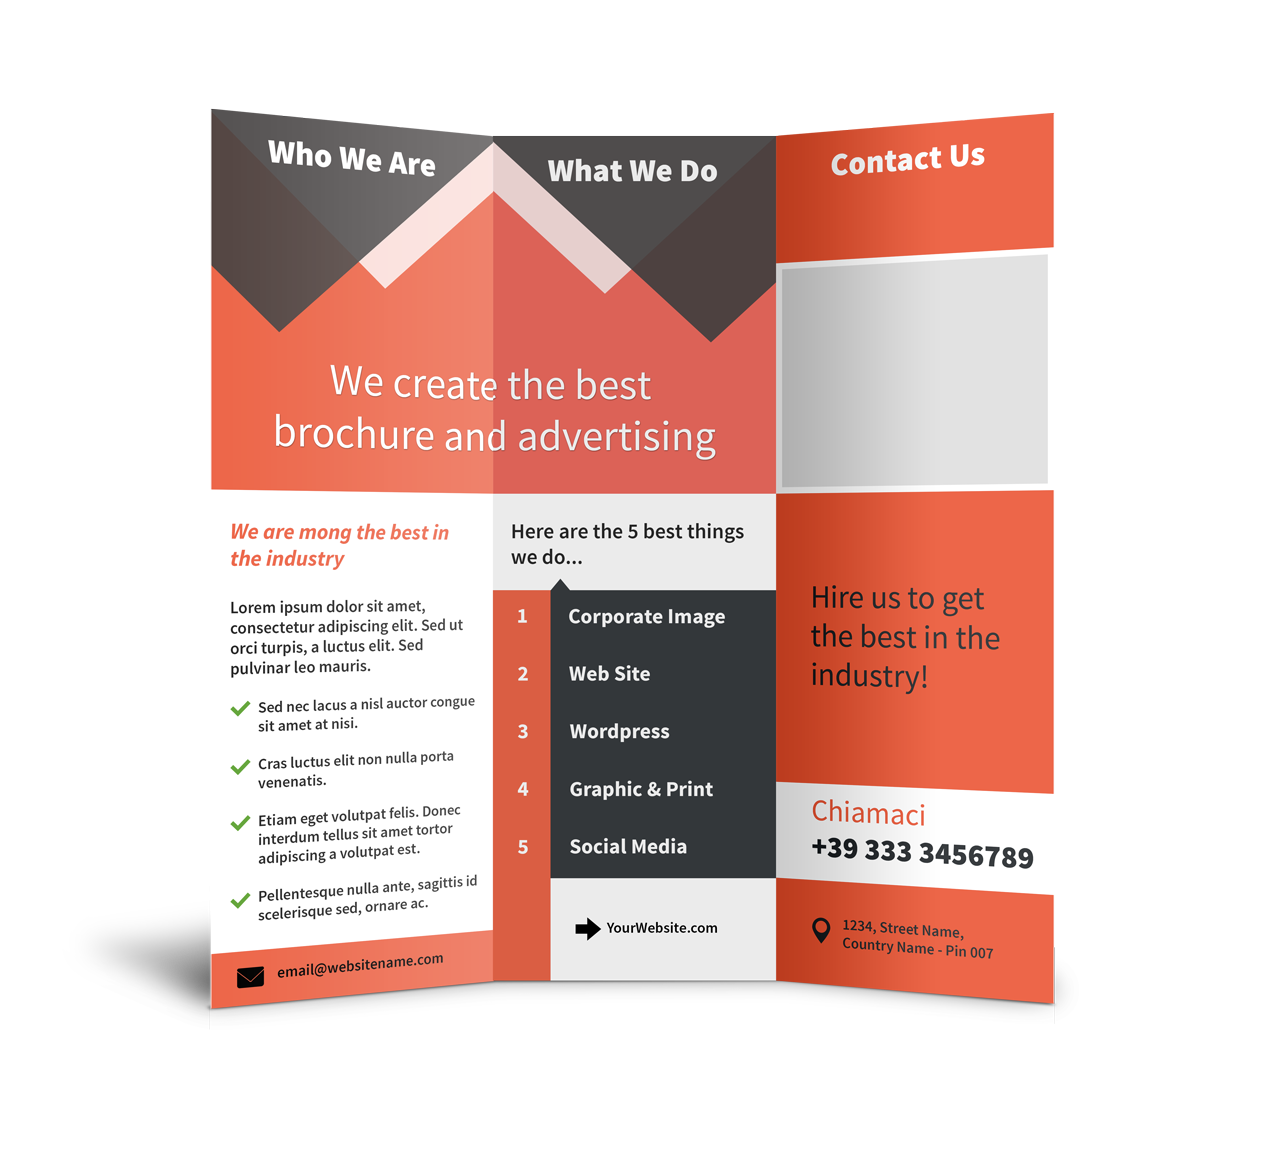 Who We Are
What We Do
Contact Us
We create the best
brochure and advertising
We are mong the best in
the industry
Lorem ipsum dolor sit amet,
consectetur adipiscing elit. Sed ut
orci turpis, a luctus elit. Sed
pulvinar leo mauris.
Sed nec lacus a nisl auctor congue
sit amet at nisi.
Cras luctus elit non nulla porta
venenatis.
Etiam eget volutpat felis. Donec
interdum tellus sit amet tortor
adipiscing a volutpat est.
Pellentesque nulla ante, sagittis id
scelerisque sed, ornare ac.
email@websitename.com
Here are the 5 best things
we do...
1 Corporate Image
2 Web Site
3 Wordpress
4 Graphic & Print
5 Social Media
YourWebsite.com
Hire us to get
the best in the
industry!
Chiamaci
+39 333 3456789
1234, Street Name,
Country Name - Pin 007